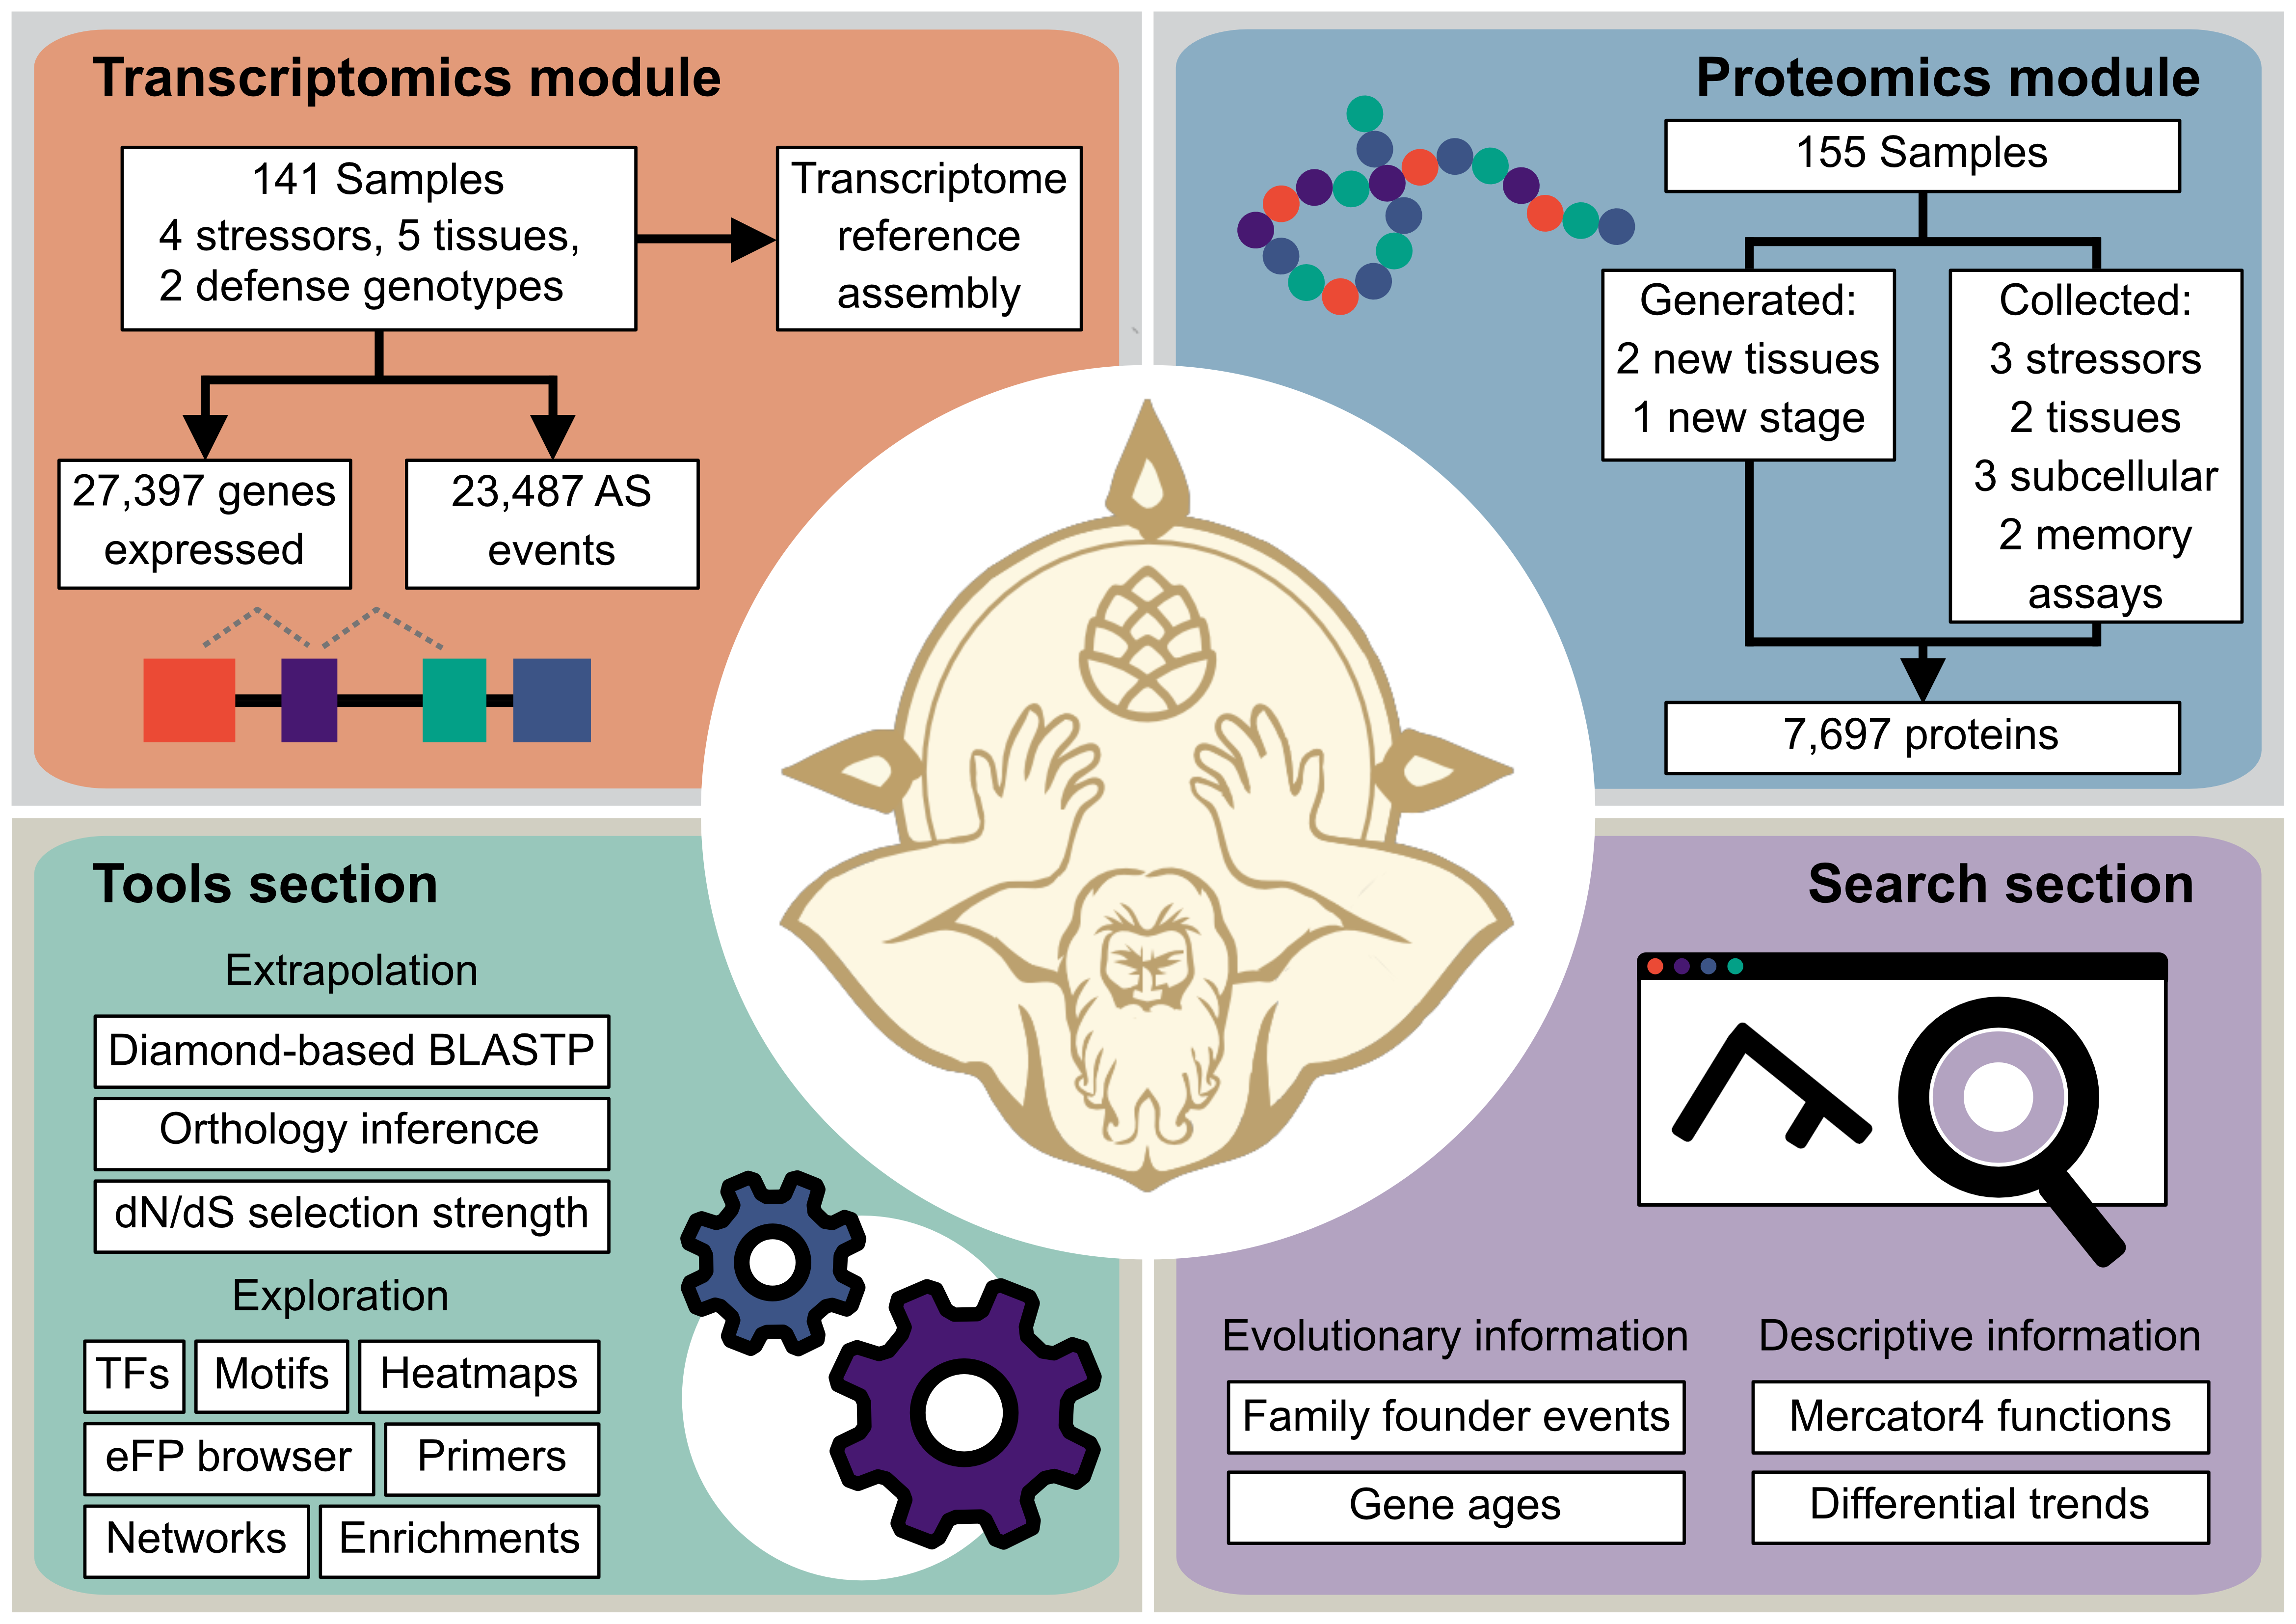 Transcriptomics module
141 Samples
4 stressors, 5 tissues,
2 defense genotypes
Transcriptome
reference
assembly
27,397 genes
expressed
23,487 AS
events
Proteomics module
155 Samples
Generated:
2 new tissues
1 new stage
Collected:
3 stressors
2 tissues
3 subcellular
2 memory
assays
7,697 proteins
Tools section
Extrapolation
Diamond-based BLASTP
Orthology inference
dN/dS selection strength
Exploration
TFs
Motifs
Heatmaps
eFP browser
Primers
Networks
Enrichments
Search section
Evolutionary information
Family founder events
Gene ages
Descriptive information
Mercator4 functions
Differential trends